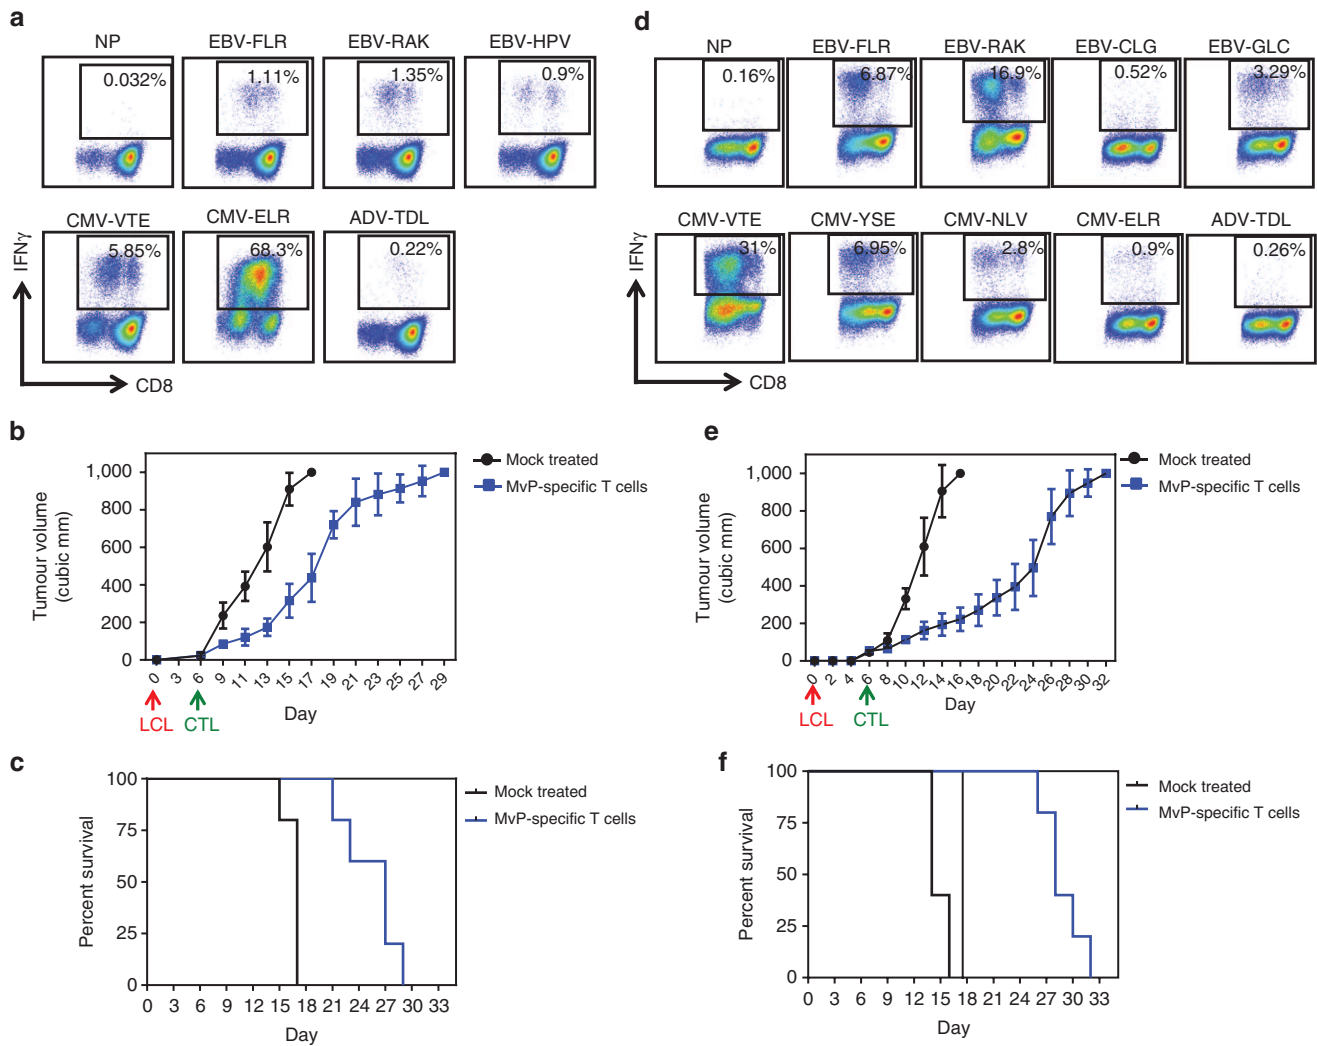 a
NP EBV-FLR EBV-RAK EBV-HPV
0.032% 1.11% 1.35% 0.9%
CMV-VTE CMV-ELR ADV-TDL
5.85% 68.3% 0.22%
IFNγ
CD8
d
NP EBV-FLR EBV-RAK EBV-CLG EBV-GLC
0.16% 6.87% 16.9% 0.52% 3.29%
CMV-VTE CMV-YSE CMV-NLV CMV-ELR ADV-TDL
31% 6.95% 2.8% 0.9% 0.26%
IFNγ
CD8
b
Tumour volume
(cubic mm)
1,000
800
600
400
200
0
0 3 6 9 11 13 15 17 19 21 23 25 27 29
Day
LCL CTL
Mock treated
MvP-specific T cells
e
Tumour volume
(cubic mm)
1,000
800
600
400
200
0
0 2 4 6 8 10 12 14 16 18 20 22 24 26 28 30 32
Day
LCL CTL
Mock treated
MvP-specific T cells
c
Percent survival
100
75
50
25
0
0 3 6 9 12 15 18 21 24 27 30 33
Day
Mock treated
MvP-specific T cells
f
Percent survival
100
75
50
25
0
0 3 6 9 12 15 18 21 24 27 30 33
Day
Mock treated
MvP-specific T cells